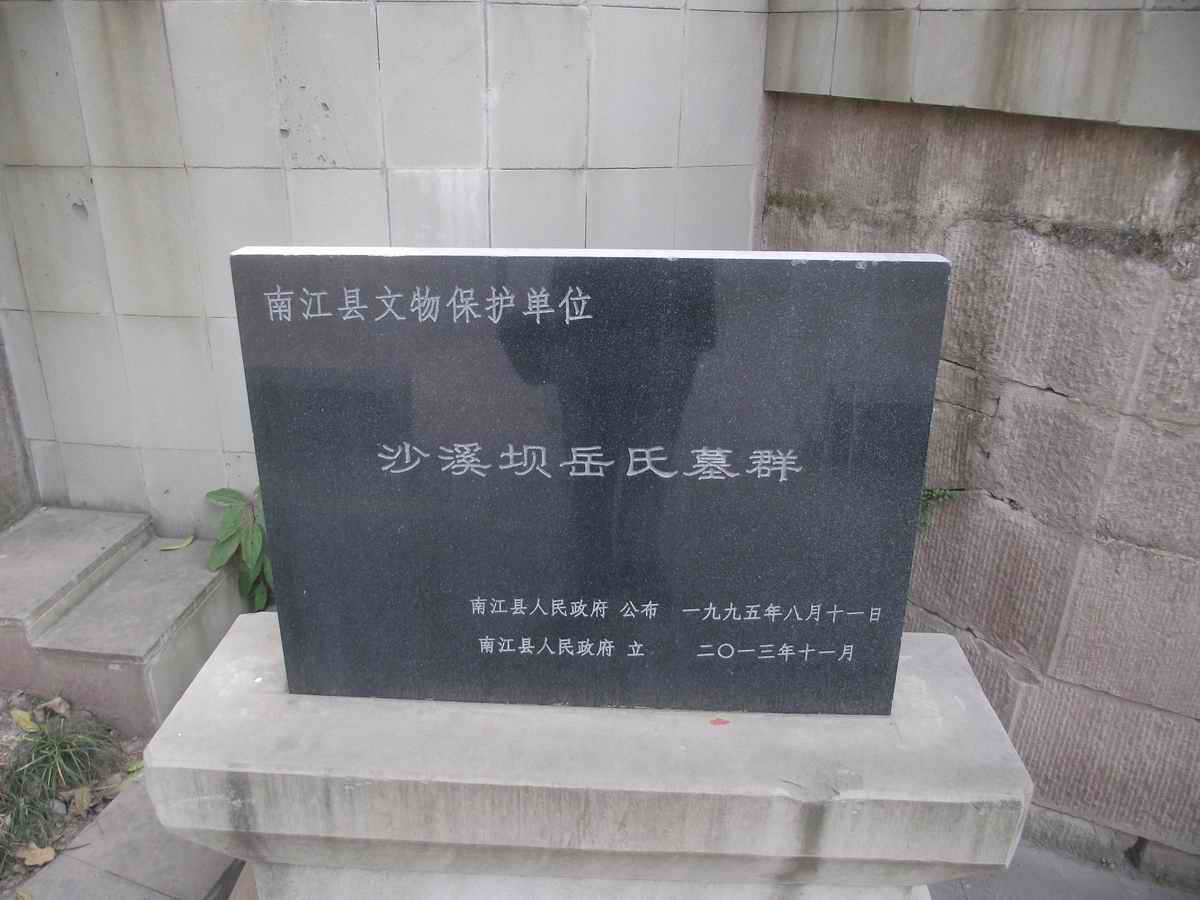 南江县文物保护单位
沙溪坝岳氏墓群
南江县人民政府 公布 一九九五年八月十一日
南江县人民政府 立 二〇一三年十一月